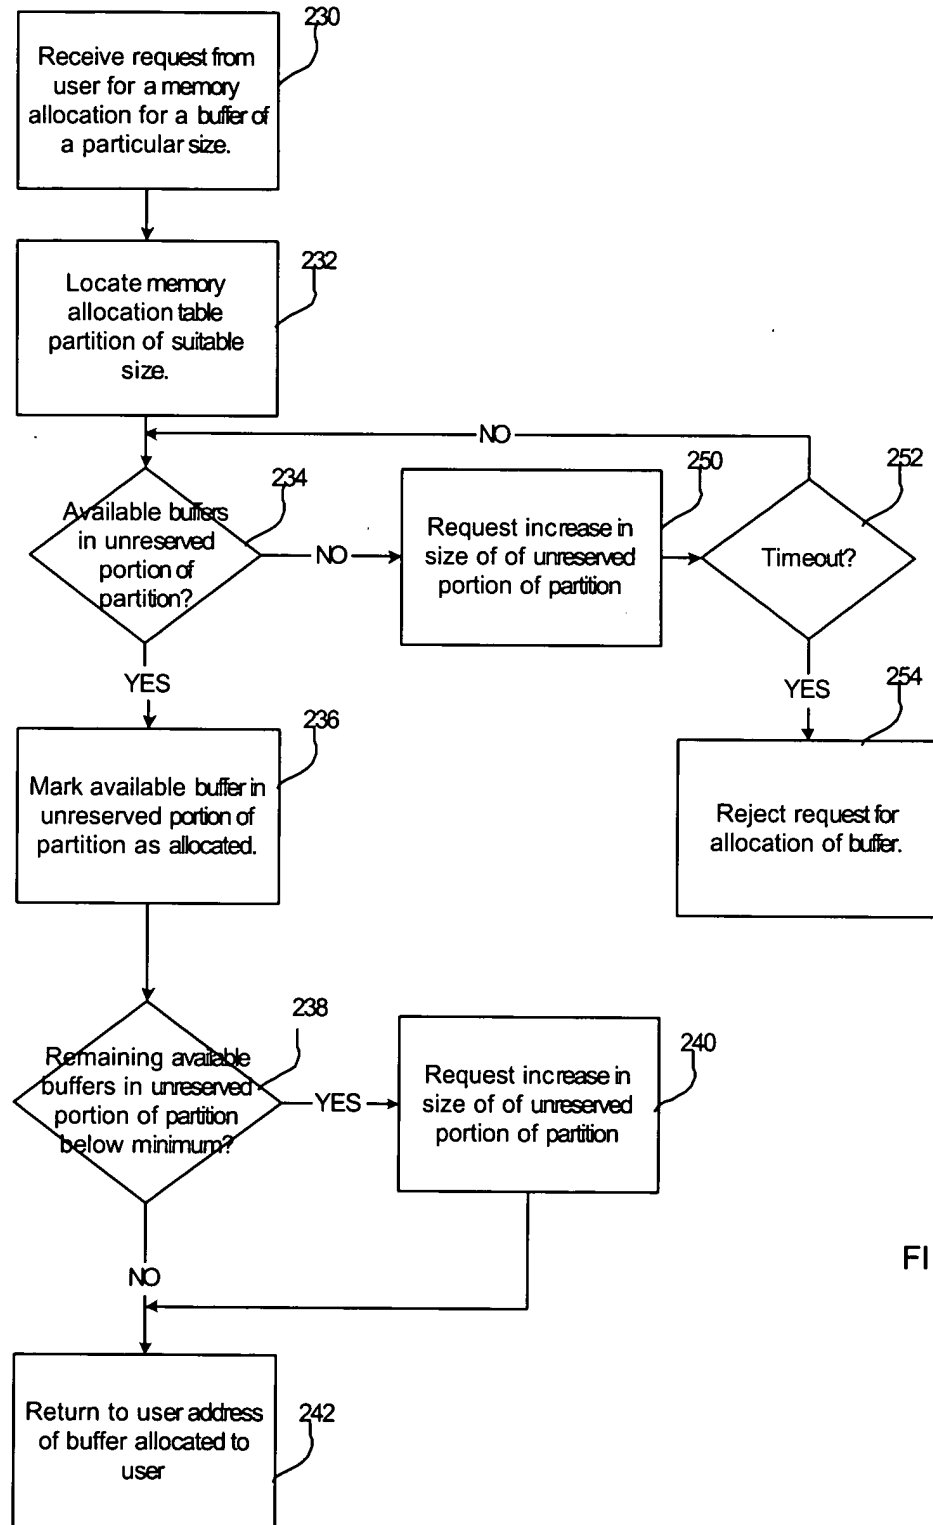 230
Receive request from
user for a memory
allocation for a buffer of
a particular size.
232
Locate memory
allocation table
partition of suitable
size.
NO
234
Available buffers
in unreserved
portion of
partition?
NO
250
Request increase in
size of of unreserved
portion of partition
252
Timeout?
YES
YES
254
Reject request for
allocation of buffer.
236
Mark available buffer in
unreserved portion of
partition as allocated.
238
Remaining available
buffers in unreserved
portion of partition
below minimum?
YES
240
Request increase in
size of of unreserved
portion of partition
NO
FI
242
Return to user address
of buffer allocated to
user